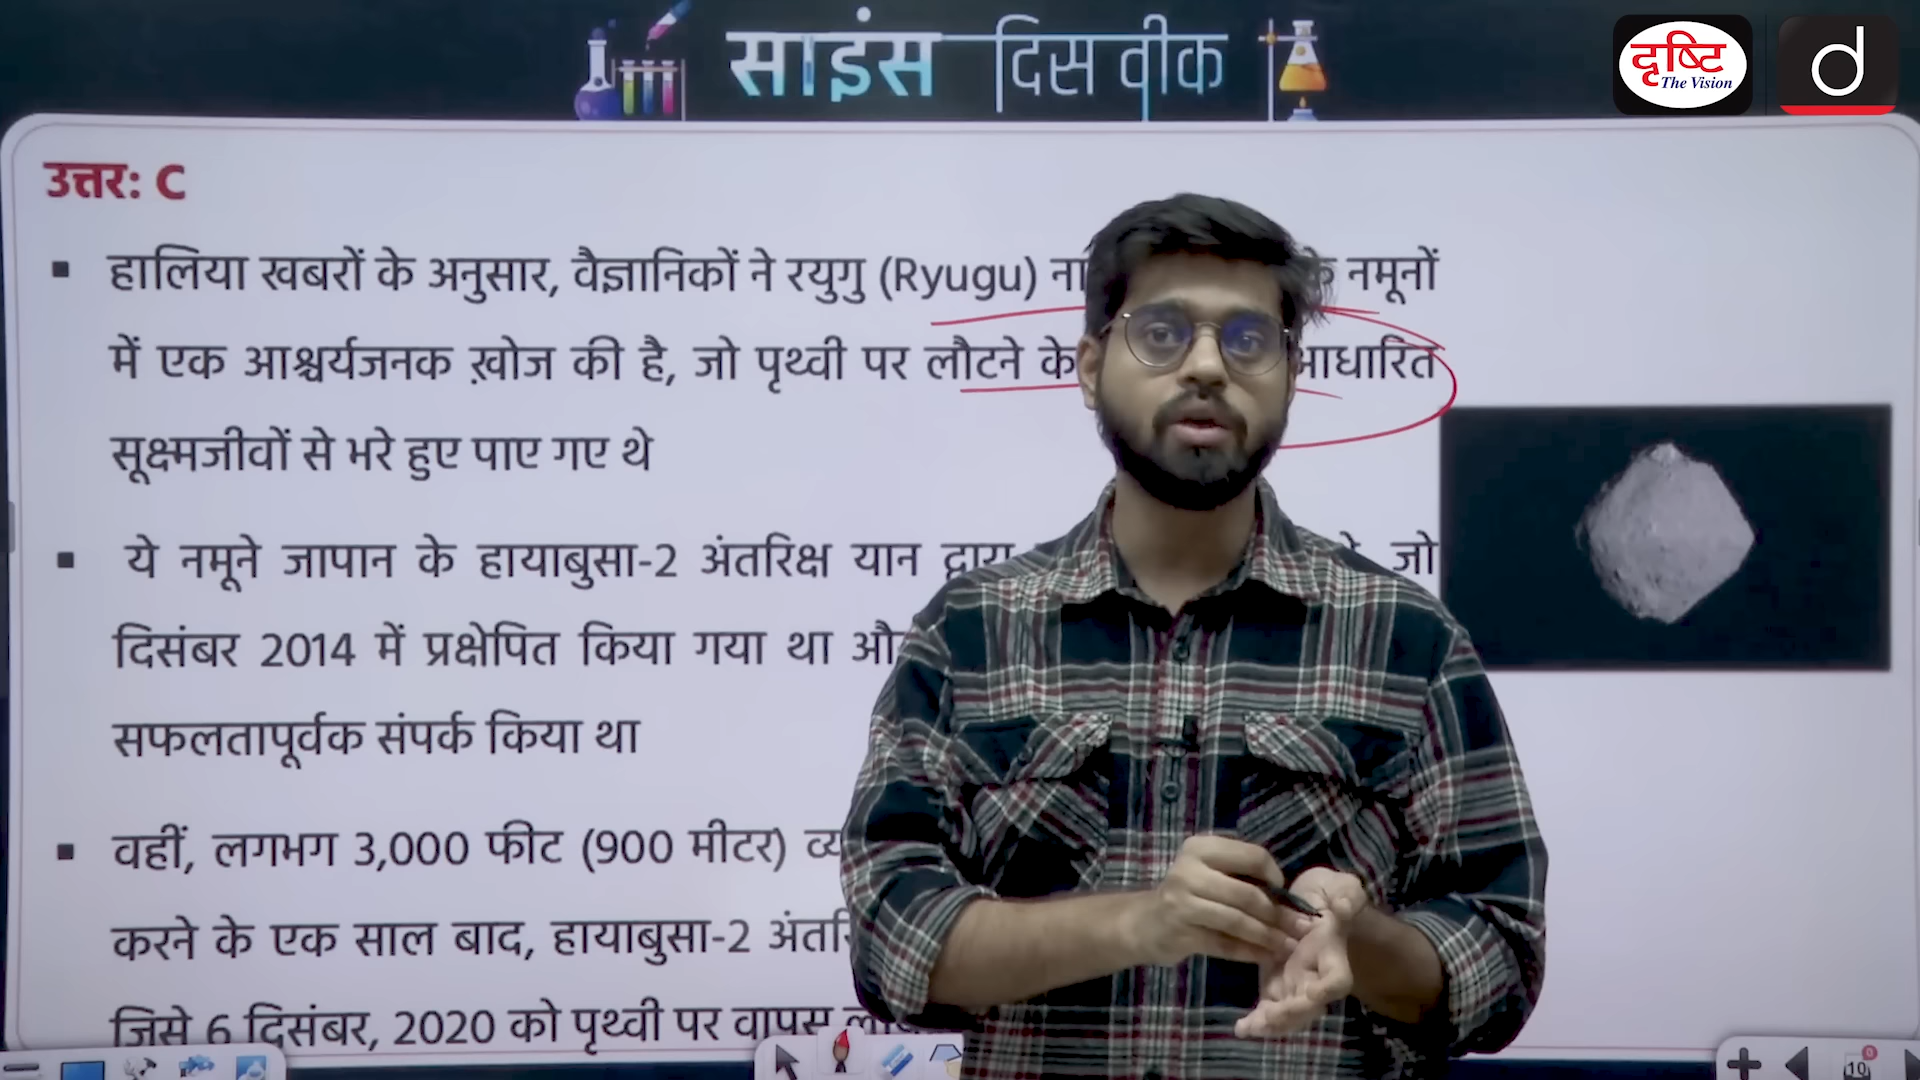 साइंस दिस वीक
दृष्टि
The Vision
d
उत्तर: C
▪ हालिया खबरों के अनुसार, वैज्ञानिकों ने रयुगु (Ryugu) नमूनों
में एक आश्चर्यजनक ख़ोज की है, जो पृथ्वी पर लौटने के आधारित
सूक्ष्मजीवों से भरे हुए पाए गए थे
▪ ये नमूने जापान के हायाबुसा-2 अंतरिक्ष यान द्वारा जो
दिसंबर 2014 में प्रक्षेपित किया गया था
सफलतापूर्वक संपर्क किया था
▪ वहीं, लगभग 3,000 फीट (900 मीटर)
करने के एक साल बाद, हायाबुसा-2
जिसे 6 दिसंबर, 2020 को पृथ्वी पर वापस
10
0